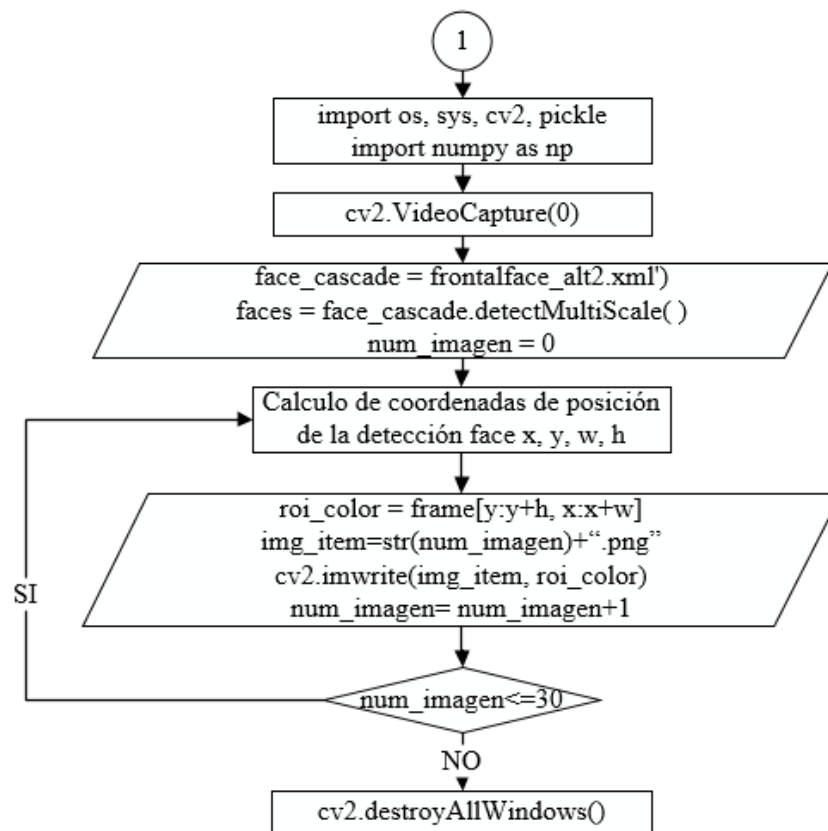 1
import os, sys, cv2, pickle
import numpy as np
cv2.VideoCapture(0)
face_cascade = frontalface_alt2.xml')
faces = face_cascade.detectMultiScale( )
num_imagen = 0
Calculo de coordenadas de posición
de la detección face x, y, w, h
roi_color = frame[y:y+h, x:x+w]
img_item=str(num_imagen)+“.png”
cv2.imwrite(img_item, roi_color)
num_imagen= num_imagen+1
SI
num_imagen<=30
NO
cv2.destroyAllWindows()